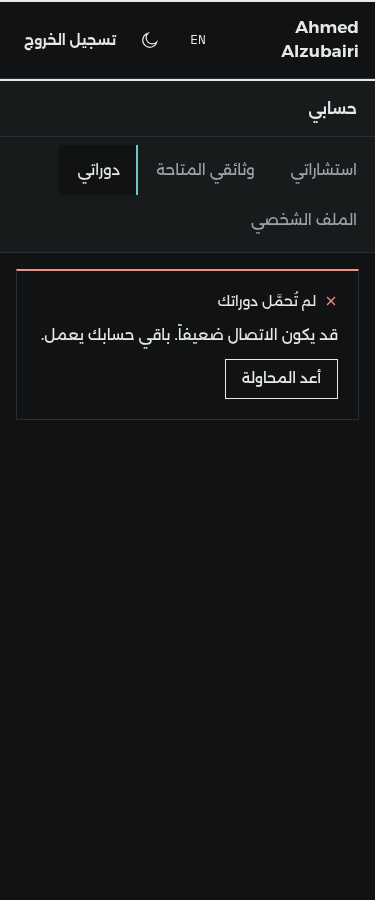 Ahmed
Alzubairi
EN
تسجيل الخروج
حسابي
استشاراتي
وثائقي المتاحة
دوراتي
الملف الشخصي
لم تُحمَّل دوراتك
قد يكون الاتصال ضعيفاً. باقي حسابك يعمل.
أعد المحاولة